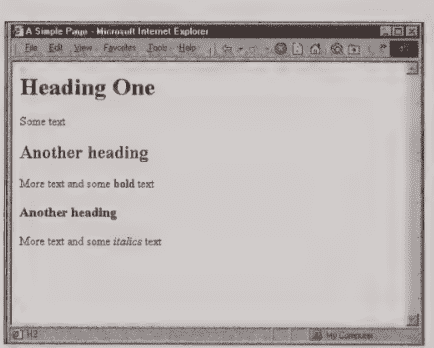 A Simple Page - Microsoft Internet Explorer
File Edit View Favorites Tools Help
Heading One
Some text
Another heading
More text and some bold text
Another heading
More text and some italics text
My Computer